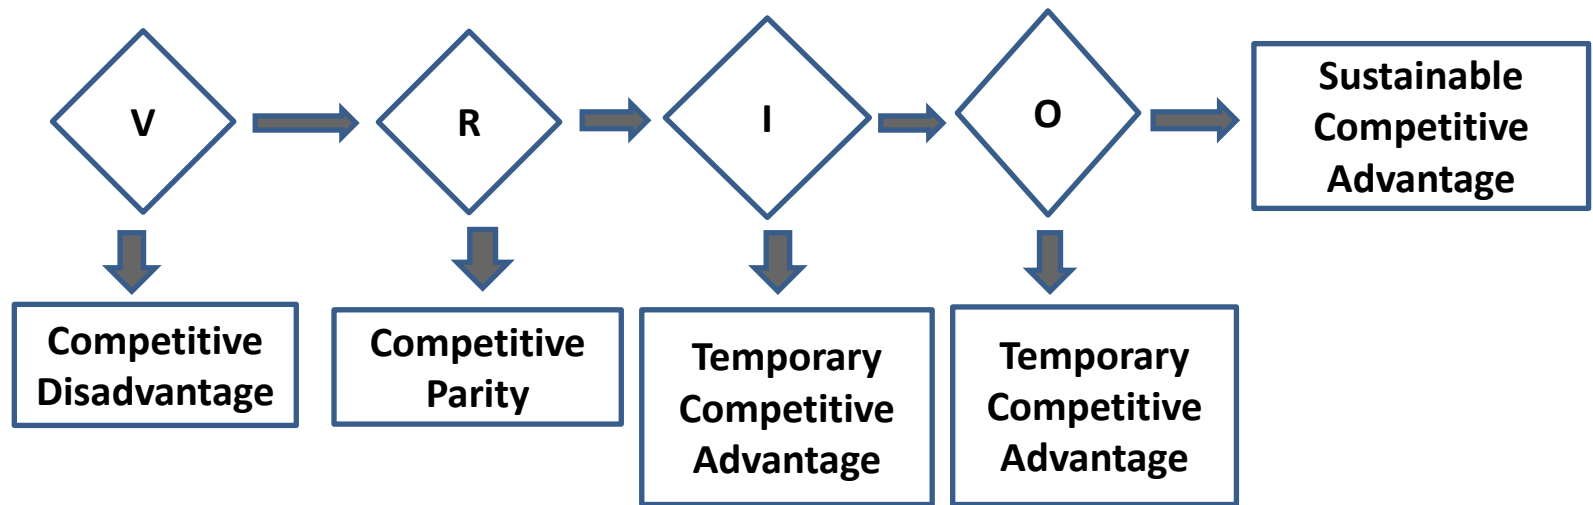 V
R
I
O
Sustainable
Competitive
Advantage
Competitive
Disadvantage
Competitive
Parity
Temporary
Competitive
Advantage
Temporary
Competitive
Advantage